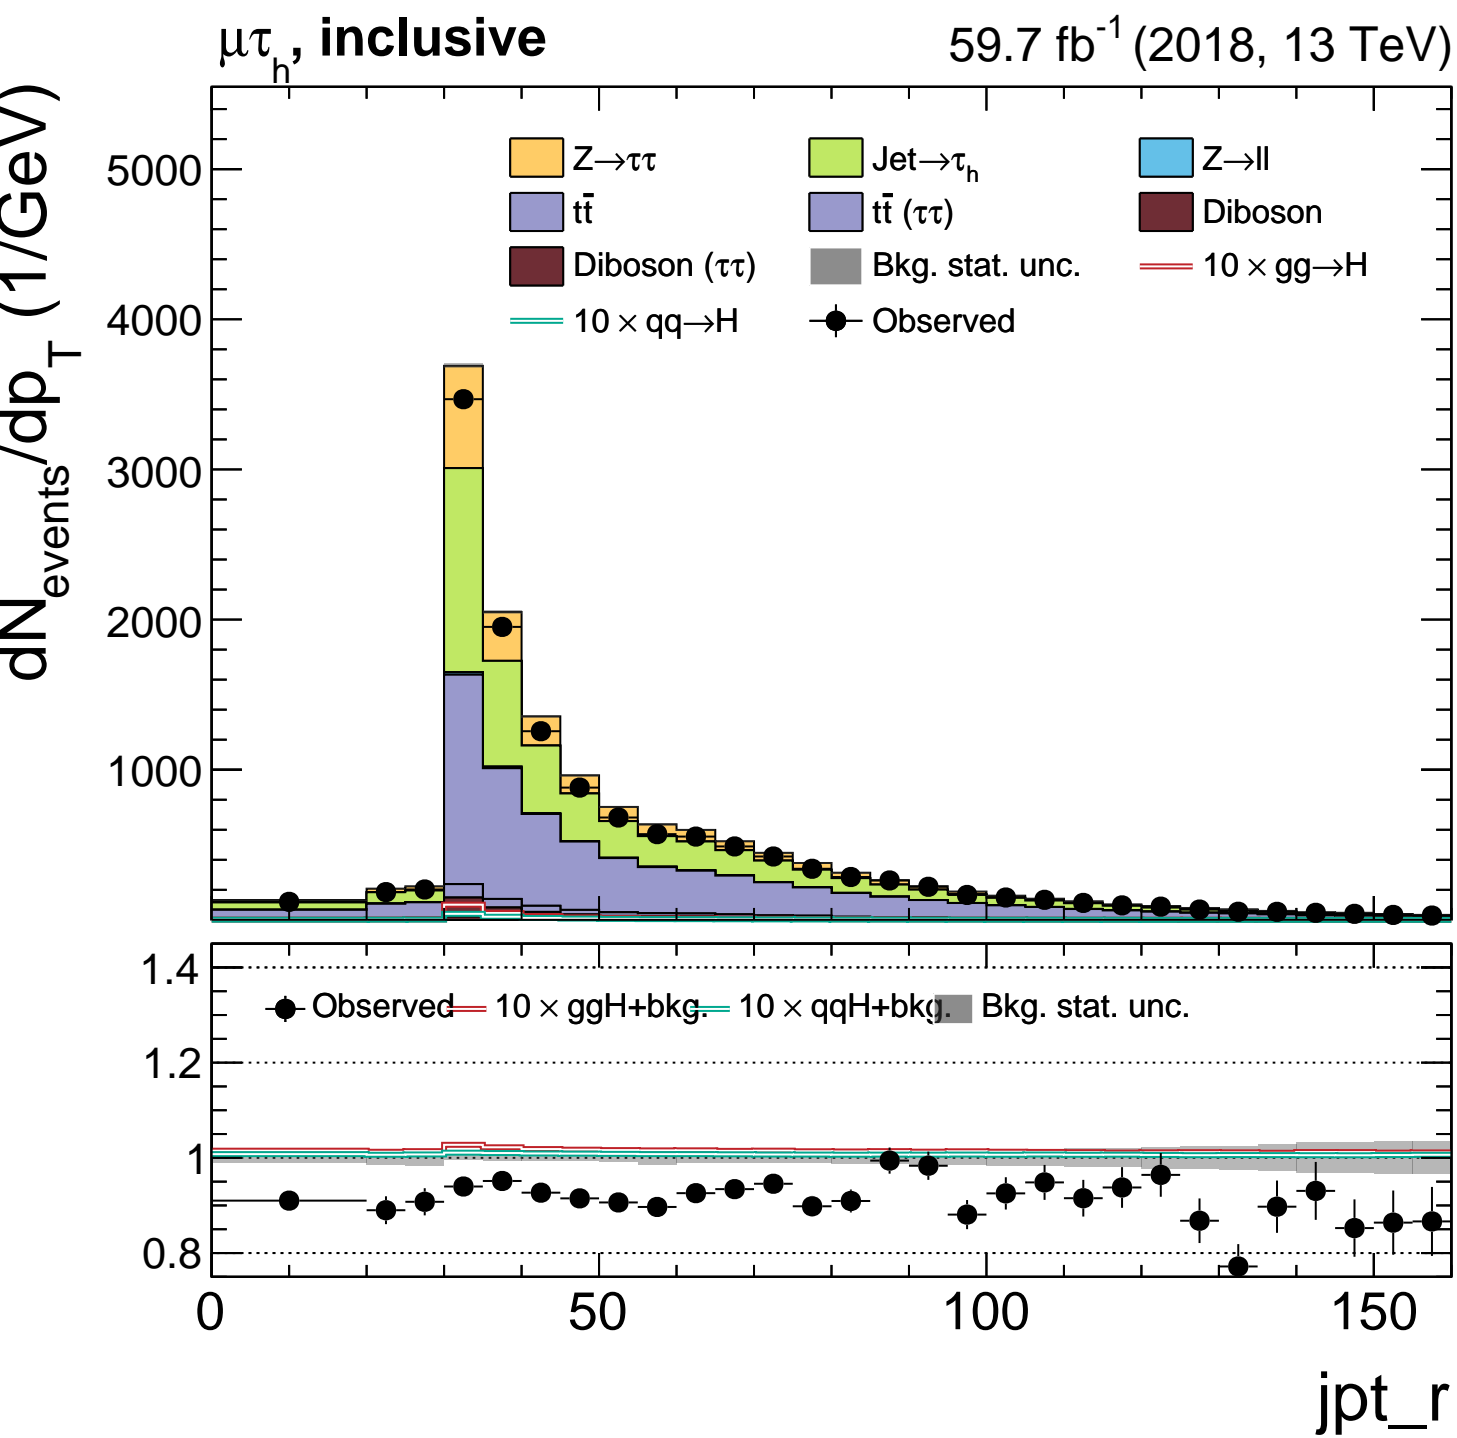 μτh, inclusive
59.7 fb-1 (2018, 13 TeV)
dNevents/dpT (1/GeV)
5000
4000
3000
2000
1000
Z→ττ Jet→τh Z→ll
tt̄ tt̄ (ττ) Diboson
Diboson (ττ) Bkg. stat. unc. 10 × gg→H
10 × qq→H Observed
1.4
1.2
1
0.8
Observed 10 × ggH+bkg. 10 × qqH+bkg. Bkg. stat. unc.
0 50 100 150
jpt_r